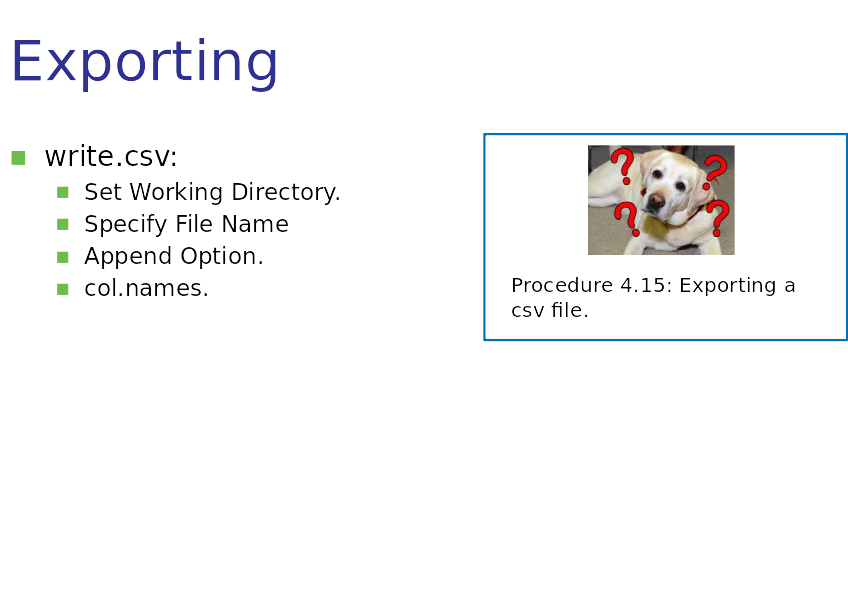 Exporting
write.csv:
Set Working Directory.
Specify File Name
Append Option.
col.names.
? ? ? ?
Procedure 4.15: Exporting a
csv file.